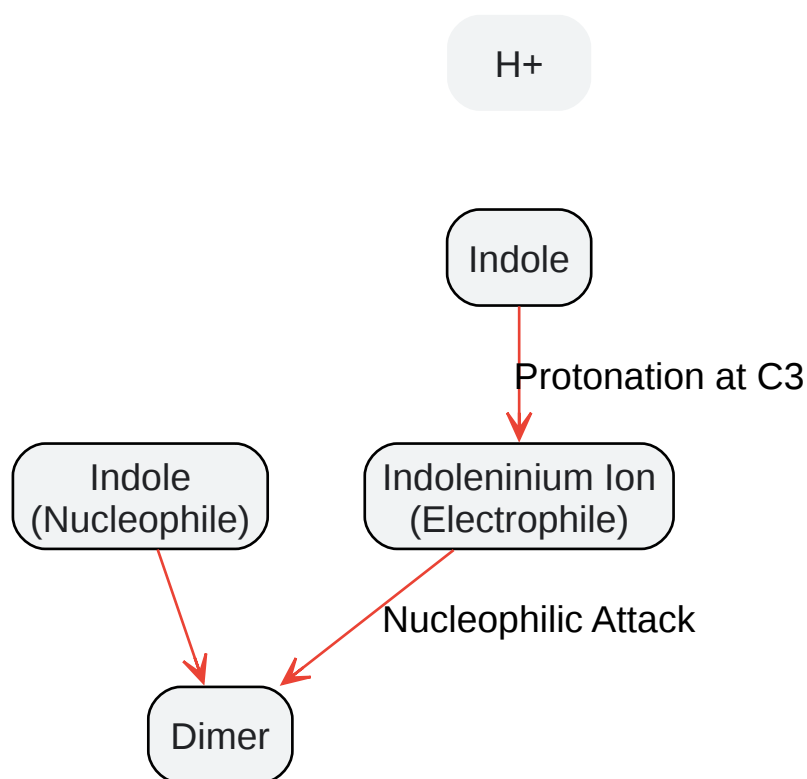 H+
Indole
Protonation at C3
Indole
(Nucleophile)
Indoleninium Ion
(Electrophile)
Nucleophilic Attack
Dimer